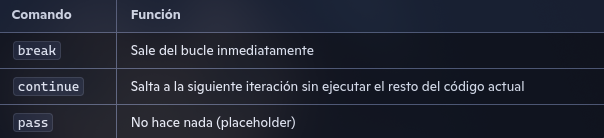 Comando Función
break Sale del bucle inmediatamente
continue Salta a la siguiente iteración sin ejecutar el resto del código actual
pass No hace nada (placeholder)